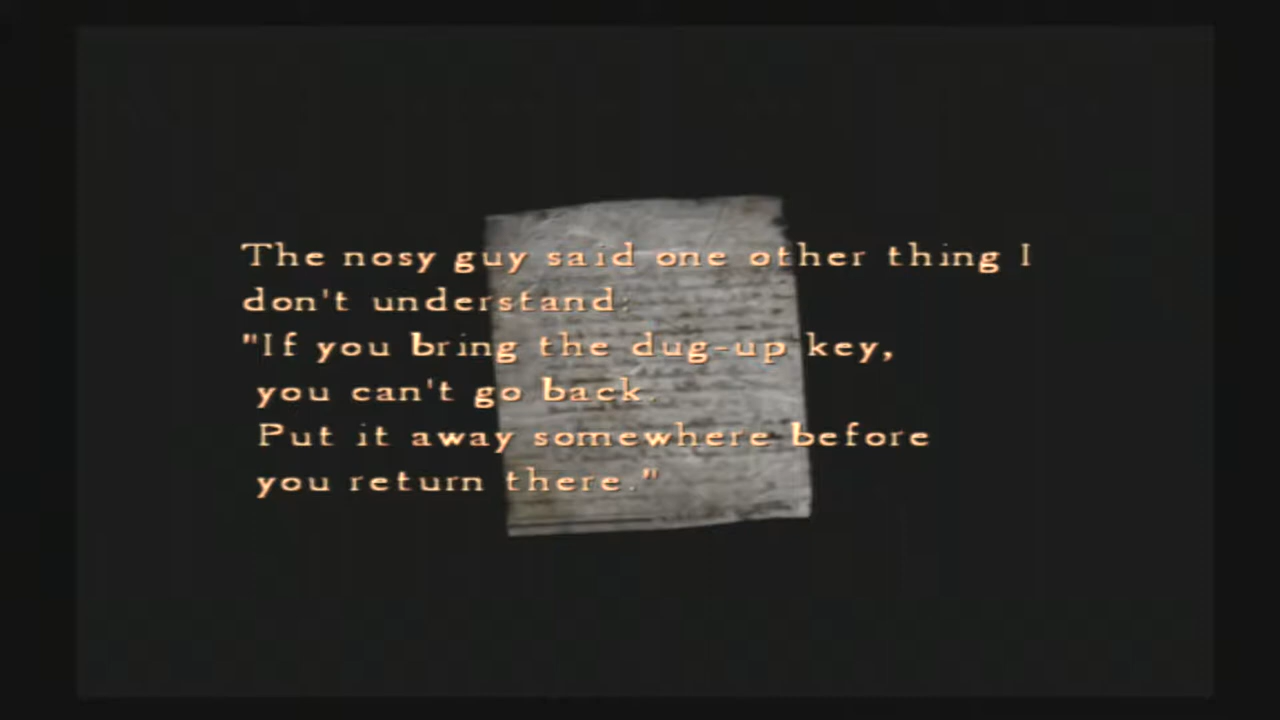 The nosy guy said one other thing I
don't understand:
"If you bring the dug-up key,
you can't go back.
Put it away somewhere before
you return there."